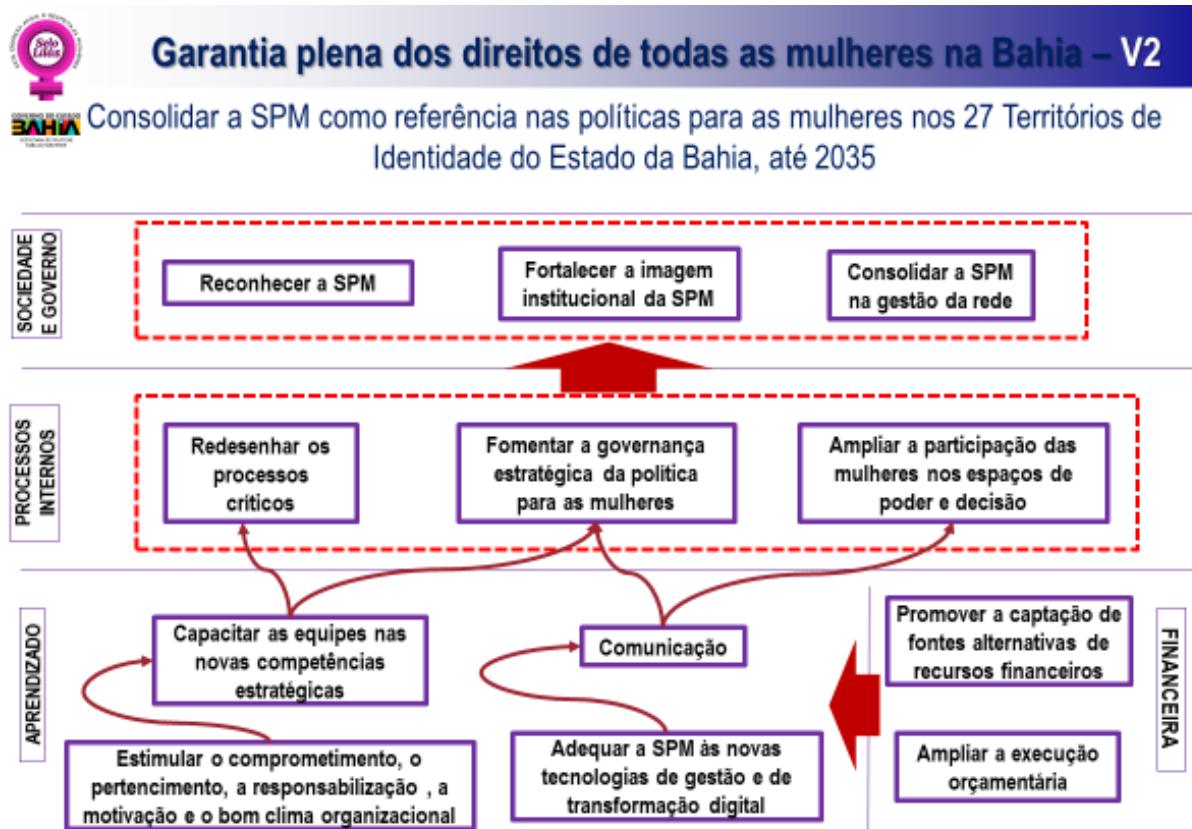 Garantia plena dos direitos de todas as mulheres na Bahia – V2
Selo
Lilás
GOVERNO DO ESTADO
BAHIA
Consolidar a SPM como referência nas políticas para as mulheres nos 27 Territórios de
Identidade do Estado da Bahia, até 2035
SOCIEDADE
E GOVERNO
Reconhecer a SPM
Fortalecer a imagem
institucional da SPM
Consolidar a SPM
na gestão da rede
PROCESSOS
INTERNOS
Redesenhar os
processos
críticos
Fomentar a governança
estratégica da política
para as mulheres
Ampliar a participação das
mulheres nos espaços de
poder e decisão
APRENDIZADO
Capacitar as equipes nas
novas competências
estratégicas
Comunicação
Estimular o comprometimento, o
pertencimento, a responsabilização , a
motivação e o bom clima organizacional
Adequar a SPM às novas
tecnologias de gestão e de
transformação digital
Promover a captação de
fontes alternativas de
recursos financeiros
Ampliar a execução
orçamentária
FINANCEIRA